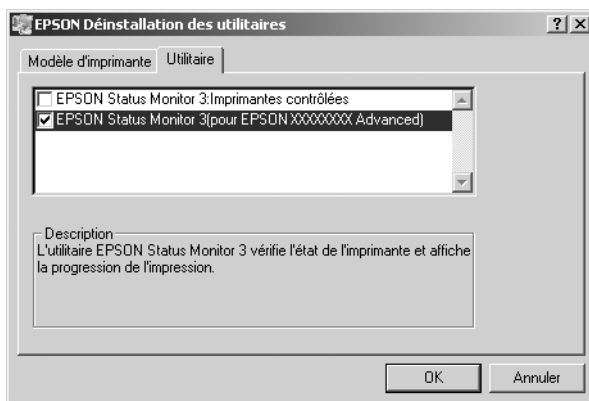 EPSON Déinstallation des utilitaires
Modèle d'imprimante
Utilitaire
EPSON Status Monitor 3:Imprimantes contrôlées
EPSON Status Monitor 3(pour EPSON XXXXXXXX Advanced)
Description
L'utilitaire EPSON Status Monitor 3 vérifie l'état de l'imprimante et affiche
la progression de l'impression.
OK
Annuler